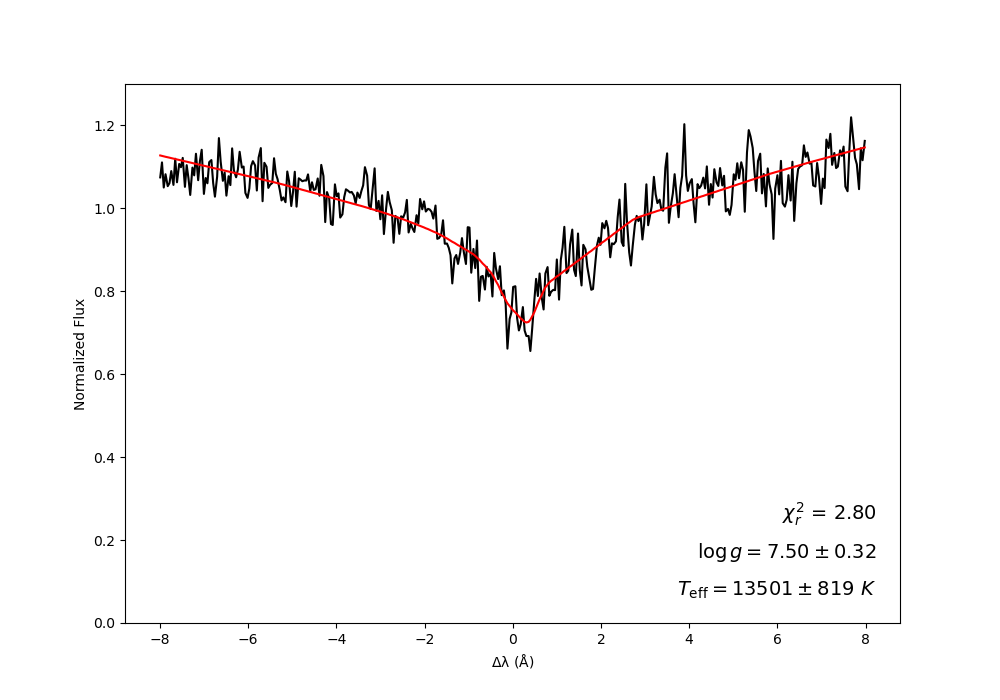 1.2
1.0
0.8
0.6
0.4
0.2
0.0
Normalized Flux
χ²ᵣ = 2.80
log g = 7.50 ± 0.32
T_eff = 13501 ± 819 K
−8 −6 −4 −2 0 2 4 6 8
Δλ (Å)